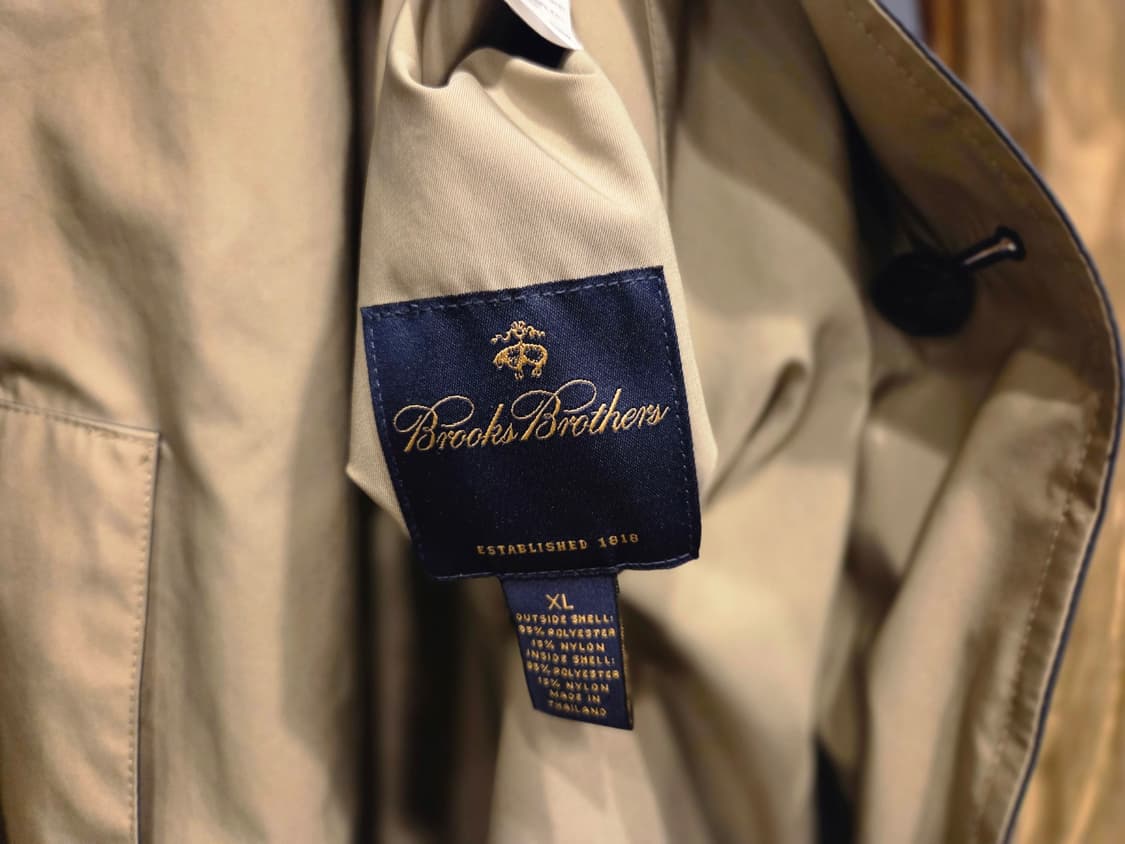 Brooks Brothers
ESTABLISHED 1818
XL
OUTSIDE SHELL:
85% POLYESTER
15% NYLON
INSIDE SHELL:
85% POLYESTER
15% NYLON
MADE IN
THAILAND